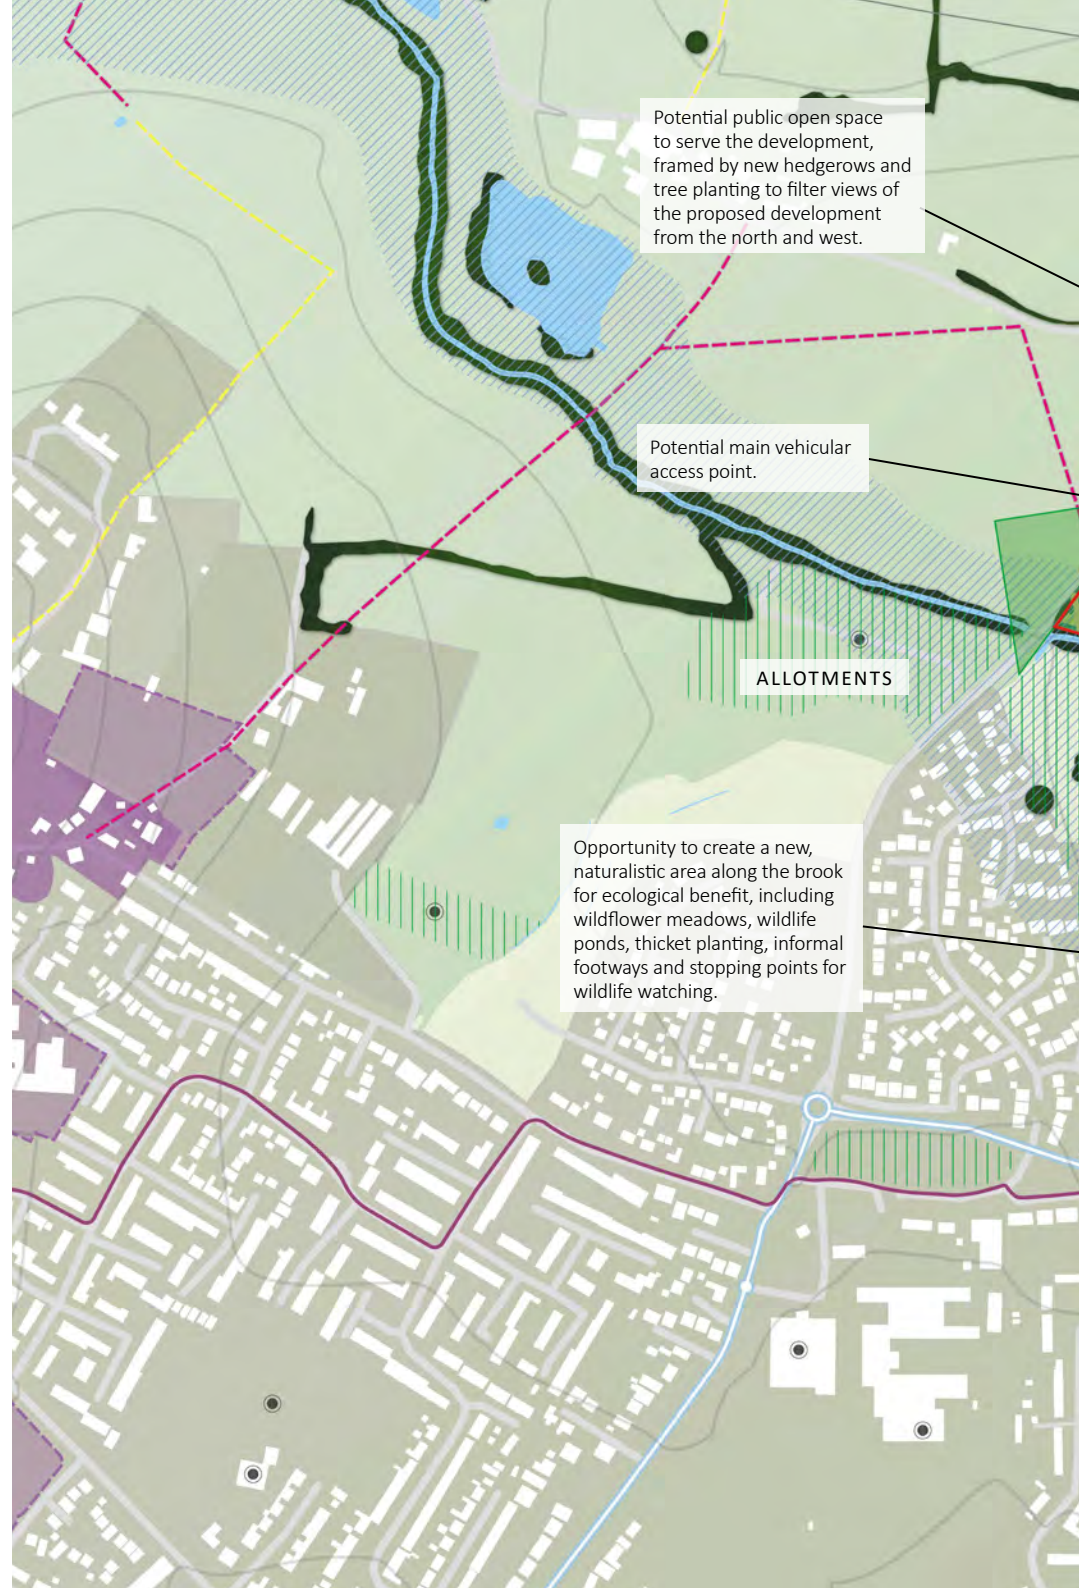 Potential public open space
to serve the development,
framed by new hedgerows and
tree planting to filter views of
the proposed development
from the north and west.
Potential main vehicular
access point.
ALLOTMENTS
Opportunity to create a new,
naturalistic area along the brook
for ecological benefit, including
wildflower meadows, wildlife
ponds, thicket planting, informal
footways and stopping points for
wildlife watching.